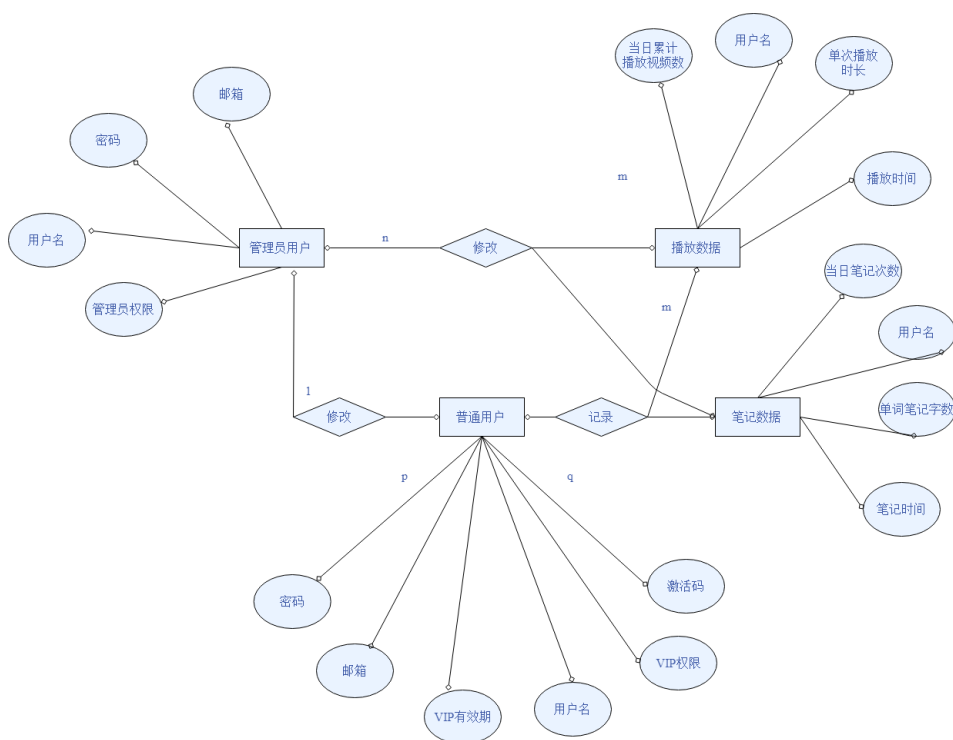 当日累计
播放视频数
用户名
单次播放
时长
邮箱
密码
m
播放时间
用户名
管理员用户
n
修改
播放数据
当日笔记次数
管理员权限
m
用户名
l
修改
普通用户
记录
笔记数据
单词笔记字数
p
q
笔记时间
激活码
密码
VIP权限
邮箱
VIP有效期
用户名